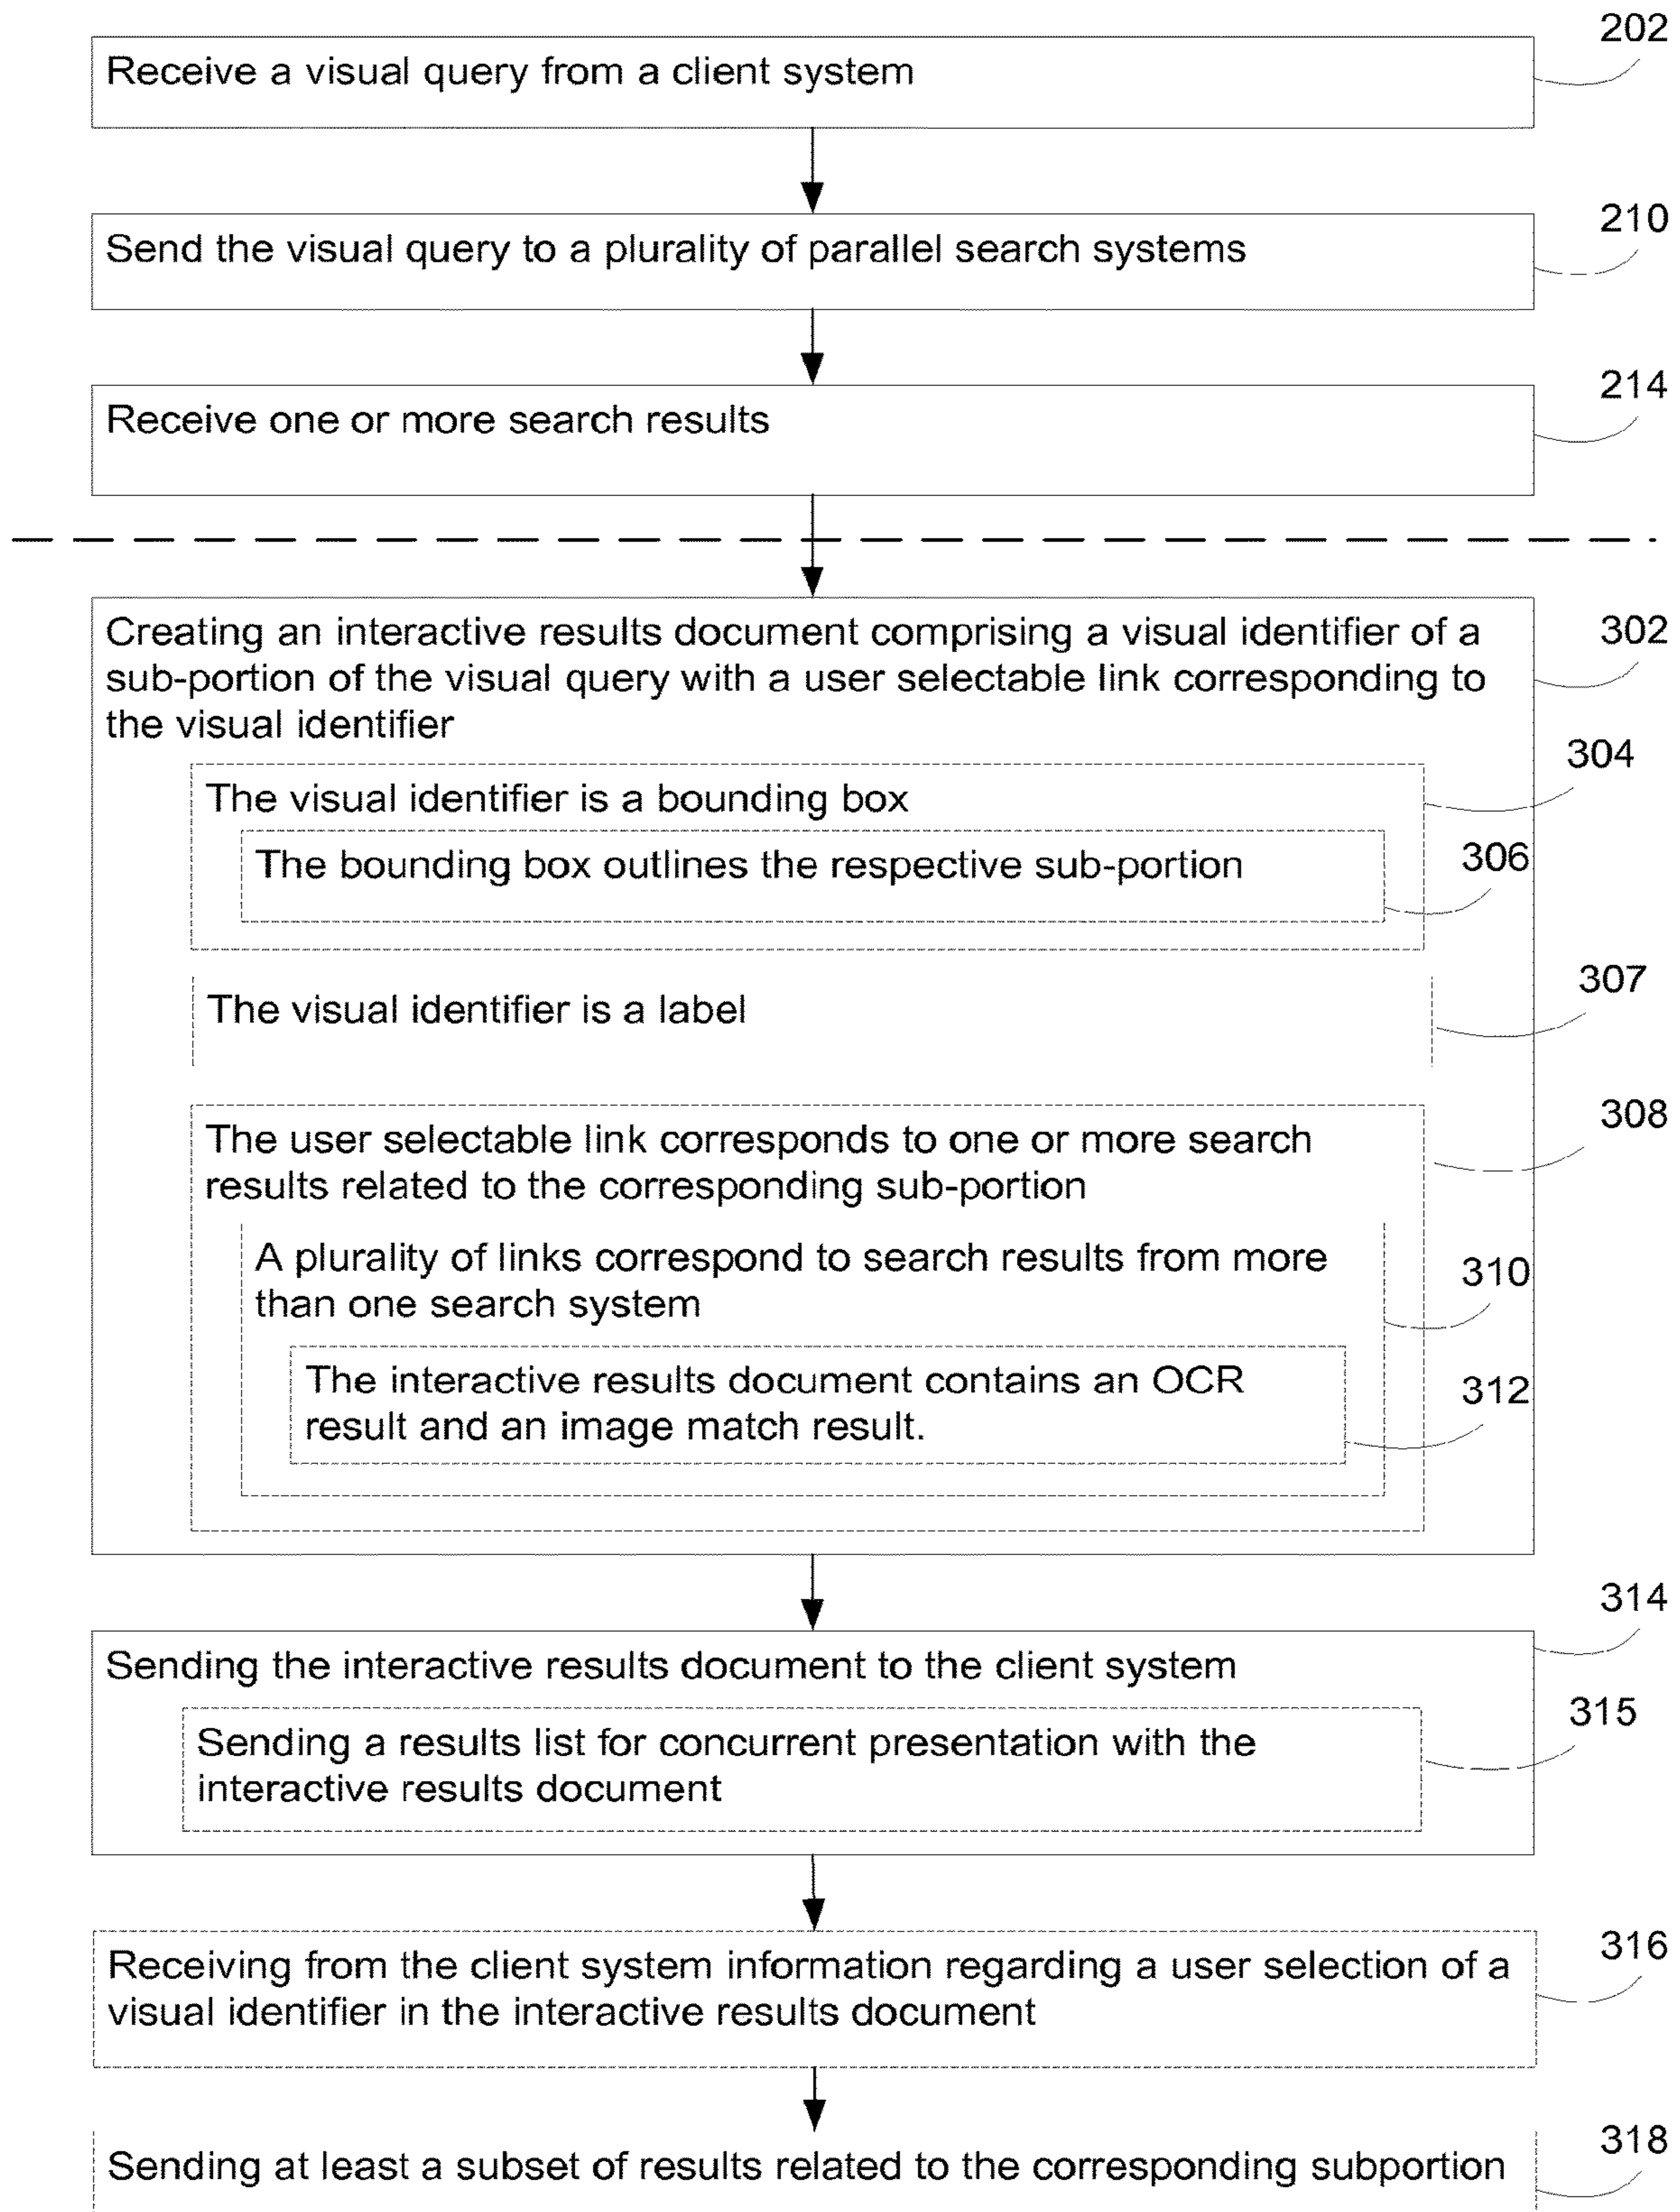 202
Receive a visual query from a client system
210
Send the visual query to a plurality of parallel search systems
214
Receive one or more search results
302
Creating an interactive results document comprising a visual identifier of a
sub-portion of the visual query with a user selectable link corresponding to
the visual identifier
304
The visual identifier is a bounding box
306
The bounding box outlines the respective sub-portion
307
The visual identifier is a label
308
The user selectable link corresponds to one or more search
results related to the corresponding sub-portion
310
A plurality of links correspond to search results from more
than one search system
312
The interactive results document contains an OCR
result and an image match result.
314
Sending the interactive results document to the client system
315
Sending a results list for concurrent presentation with the
interactive results document
316
Receiving from the client system information regarding a user selection of a
visual identifier in the interactive results document
318
Sending at least a subset of results related to the corresponding subportion